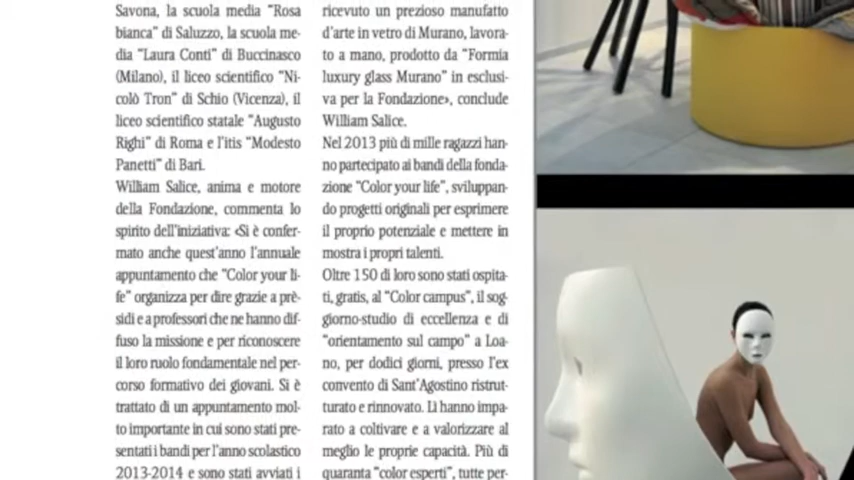 Savona, la scuola media “Rosa
bianca” di Saluzzo, la scuola me-
dia “Laura Conti” di Buccinasco
(Milano), il liceo scientifico “Ni-
colò Tron” di Schio (Vicenza), il
liceo scientifico statale “Augusto
Righi” di Roma e l’itis “Modesto
Panetti” di Bari.
William Salice, anima e motore
della Fondazione, commenta lo
spirito dell’iniziativa: «Si è confer-
mato anche quest’anno l’annuale
appuntamento che “Color your li-
fe” organizza per dire grazie a prè-
sidi e a professori che ne hanno dif-
fuso la missione e per riconoscere
il loro ruolo fondamentale nel per-
corso formativo dei giovani. Si è
trattato di un appuntamento mol-
to importante in cui sono stati pre-
sentati i bandi per l’anno scolastico
2013-2014 e sono stati avviati i
ricevuto un prezioso manufatto
d’arte in vetro di Murano, lavora-
to a mano, prodotto da “Formia
luxury glass Murano” in esclusi-
va per la Fondazione», conclude
William Salice.
Nel 2013 più di mille ragazzi han-
no partecipato ai bandi della fonda-
zione “Color your life”, sviluppan-
do progetti originali per esprimere
il proprio potenziale e mettere in
mostra i propri talenti.
Oltre 150 di loro sono stati ospita-
ti, gratis, al “Color campus”, il sog-
giorno-studio di eccellenza e di
“orientamento sul campo” a Loa-
no, per dodici giorni, presso l’ex
convento di Sant’Agostino ristrut-
turato e rinnovato. Lì hanno impa-
rato a coltivare e a valorizzare al
meglio le proprie capacità. Più di
quaranta “color esperti”, tutte per-